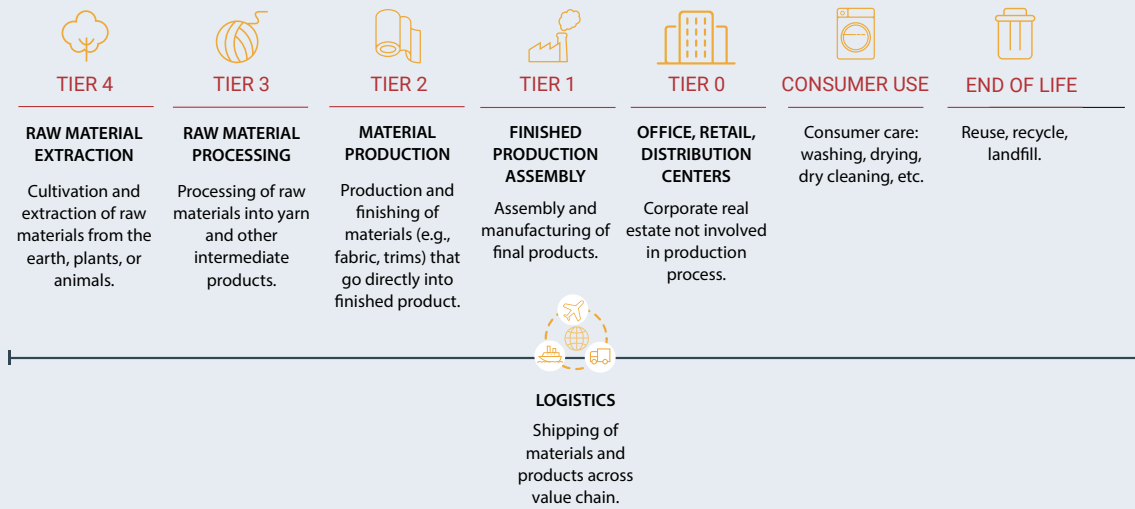 TIER 4
RAW MATERIAL
EXTRACTION
Cultivation and
extraction of raw
materials from the
earth, plants, or
animals.
TIER 3
RAW MATERIAL
PROCESSING
Processing of raw
materials into yarn
and other
intermediate
products.
TIER 2
MATERIAL
PRODUCTION
Production and
finishing of
materials (e.g.,
fabric, trims) that
go directly into
finished product.
TIER 1
FINISHED
PRODUCTION
ASSEMBLY
Assembly and
manufacturing of
final products.
TIER 0
OFFICE, RETAIL,
DISTRIBUTION
CENTERS
Corporate real
estate not involved
in production
process.
CONSUMER USE
Consumer care:
washing, drying,
dry cleaning, etc.
END OF LIFE
Reuse, recycle,
landfill.
LOGISTICS
Shipping of
materials and
products across
value chain.